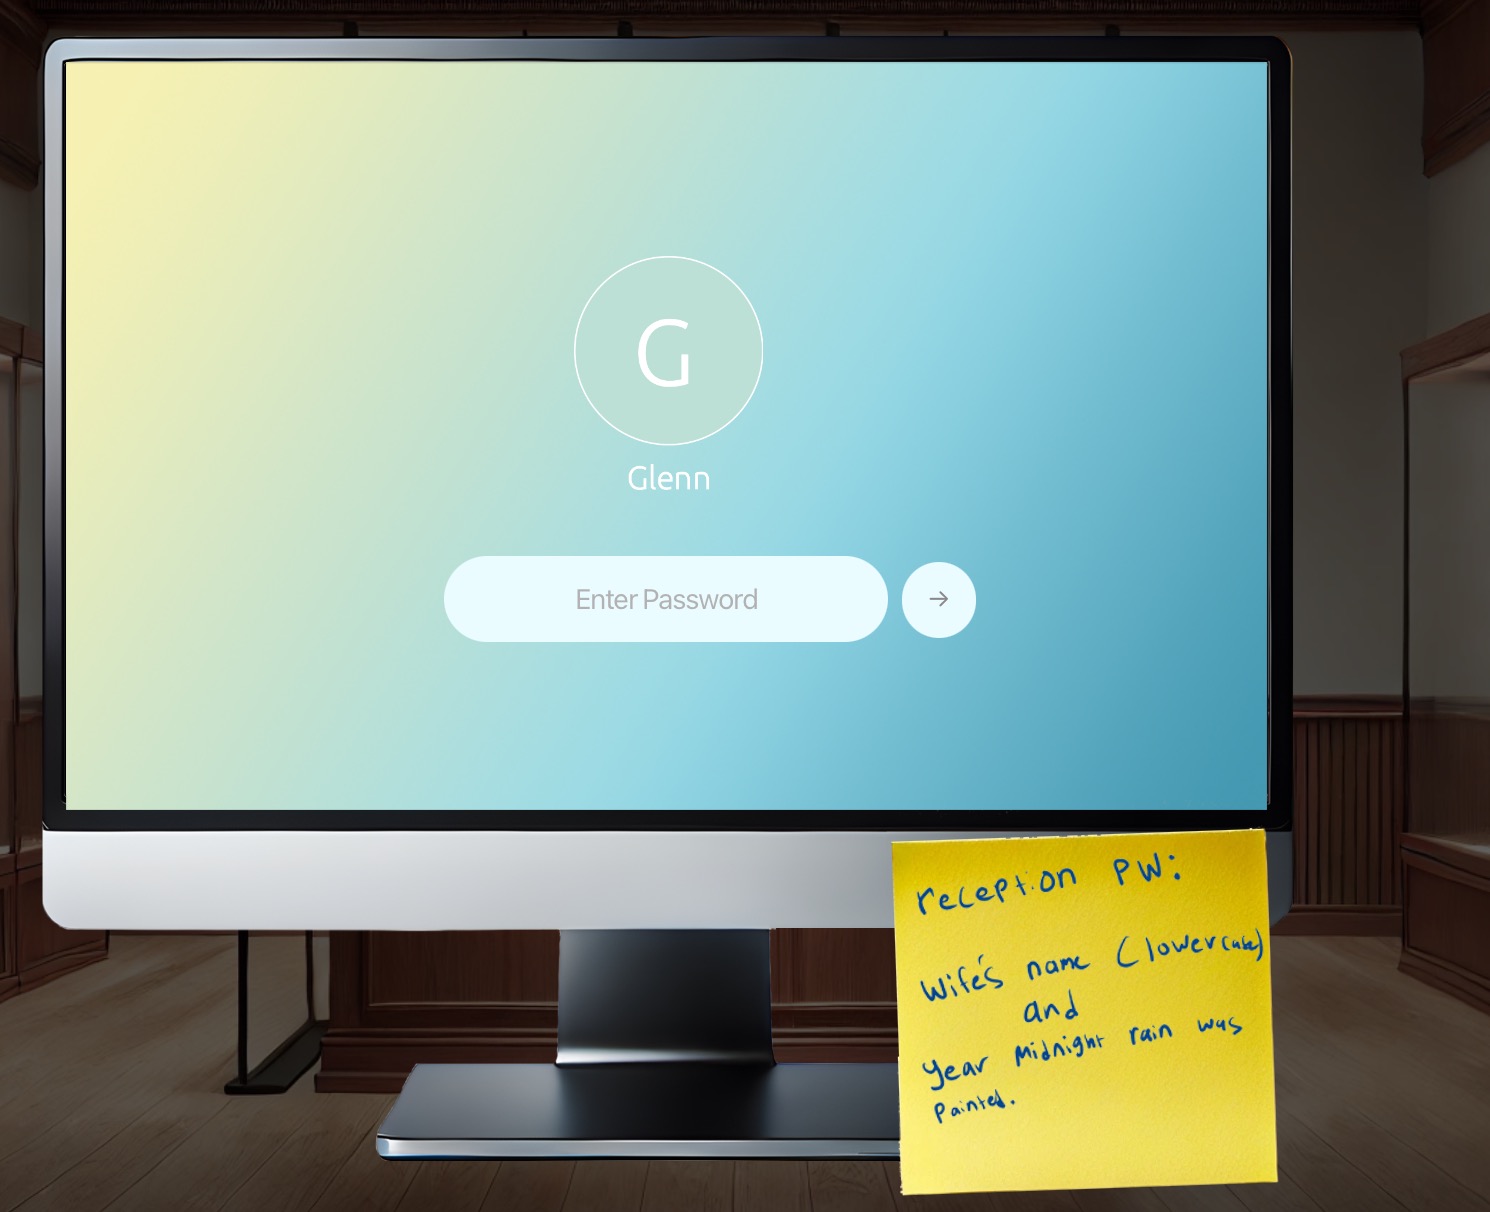 G
Glenn
Enter Password
reception PW:
Wife's name (lowercase)
and
Year Midnight rain was
Painted.